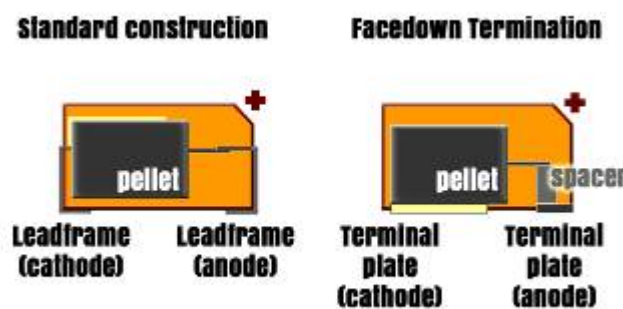 Standard construction
Facedown Termination
pellet
pellet
spacer
Leadframe
(cathode)
Leadframe
(anode)
Terminal
plate
(cathode)
Terminal
plate
(anode)